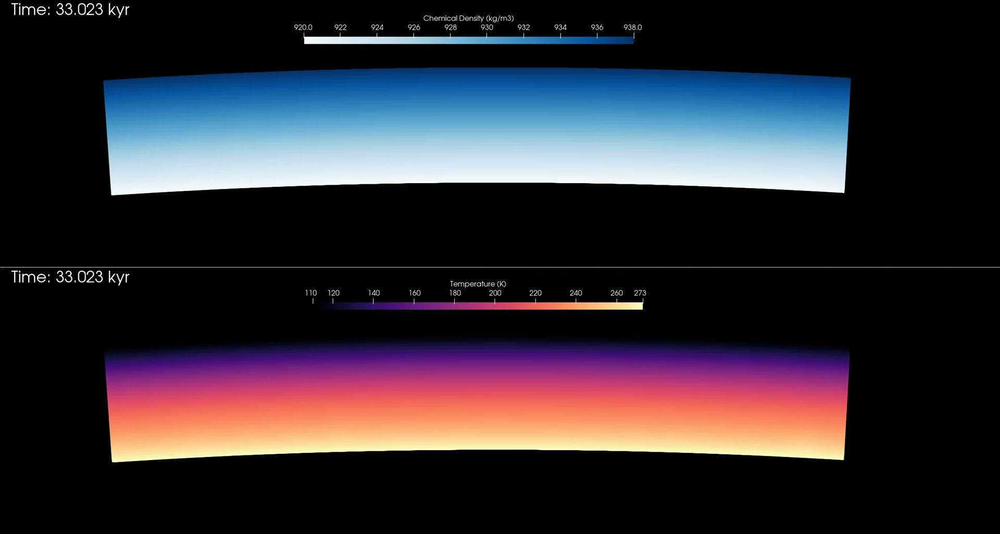 Time: 33.023 kyr
Chemical Density (kg/m3)
920.0 922 924 926 928 930 932 934 936 938.0
Time: 33.023 kyr
Temperature (K)
110 120 140 160 180 200 220 240 260 273